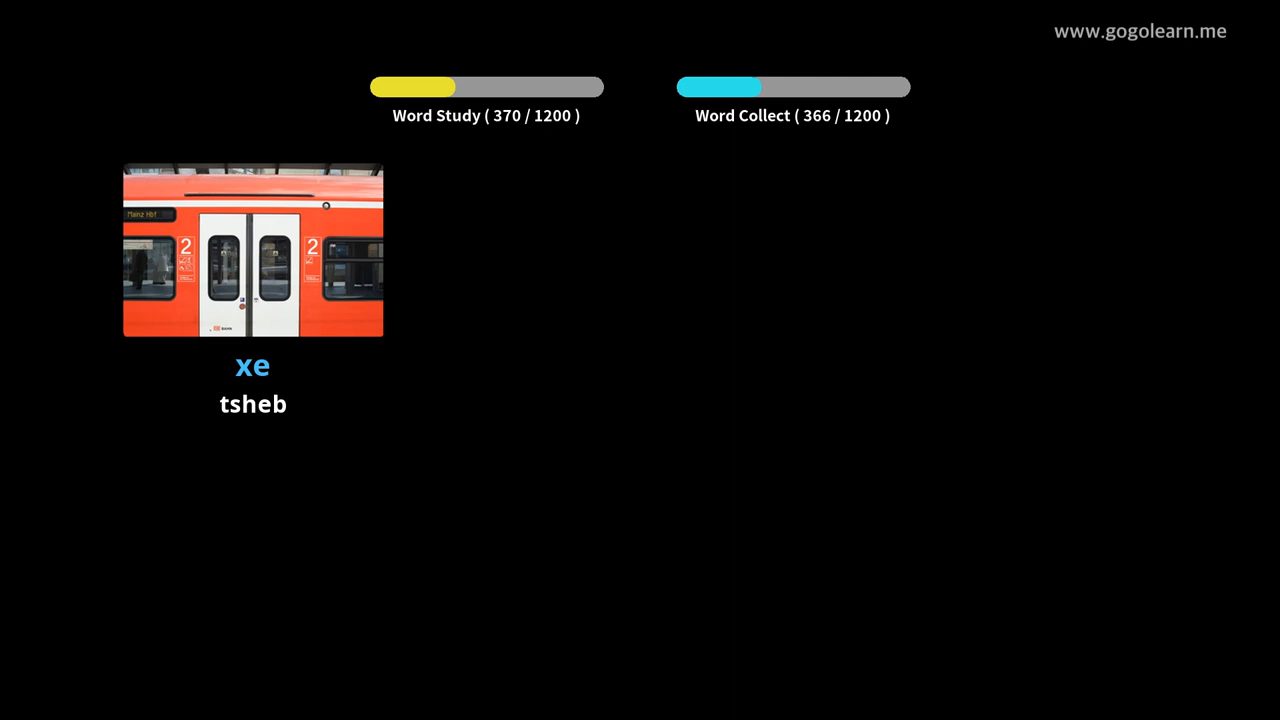 www.gogolearn.me
Word Study ( 370 / 1200 )
Word Collect ( 366 / 1200 )
Mainz Hbf
2
2
xe
tsheb